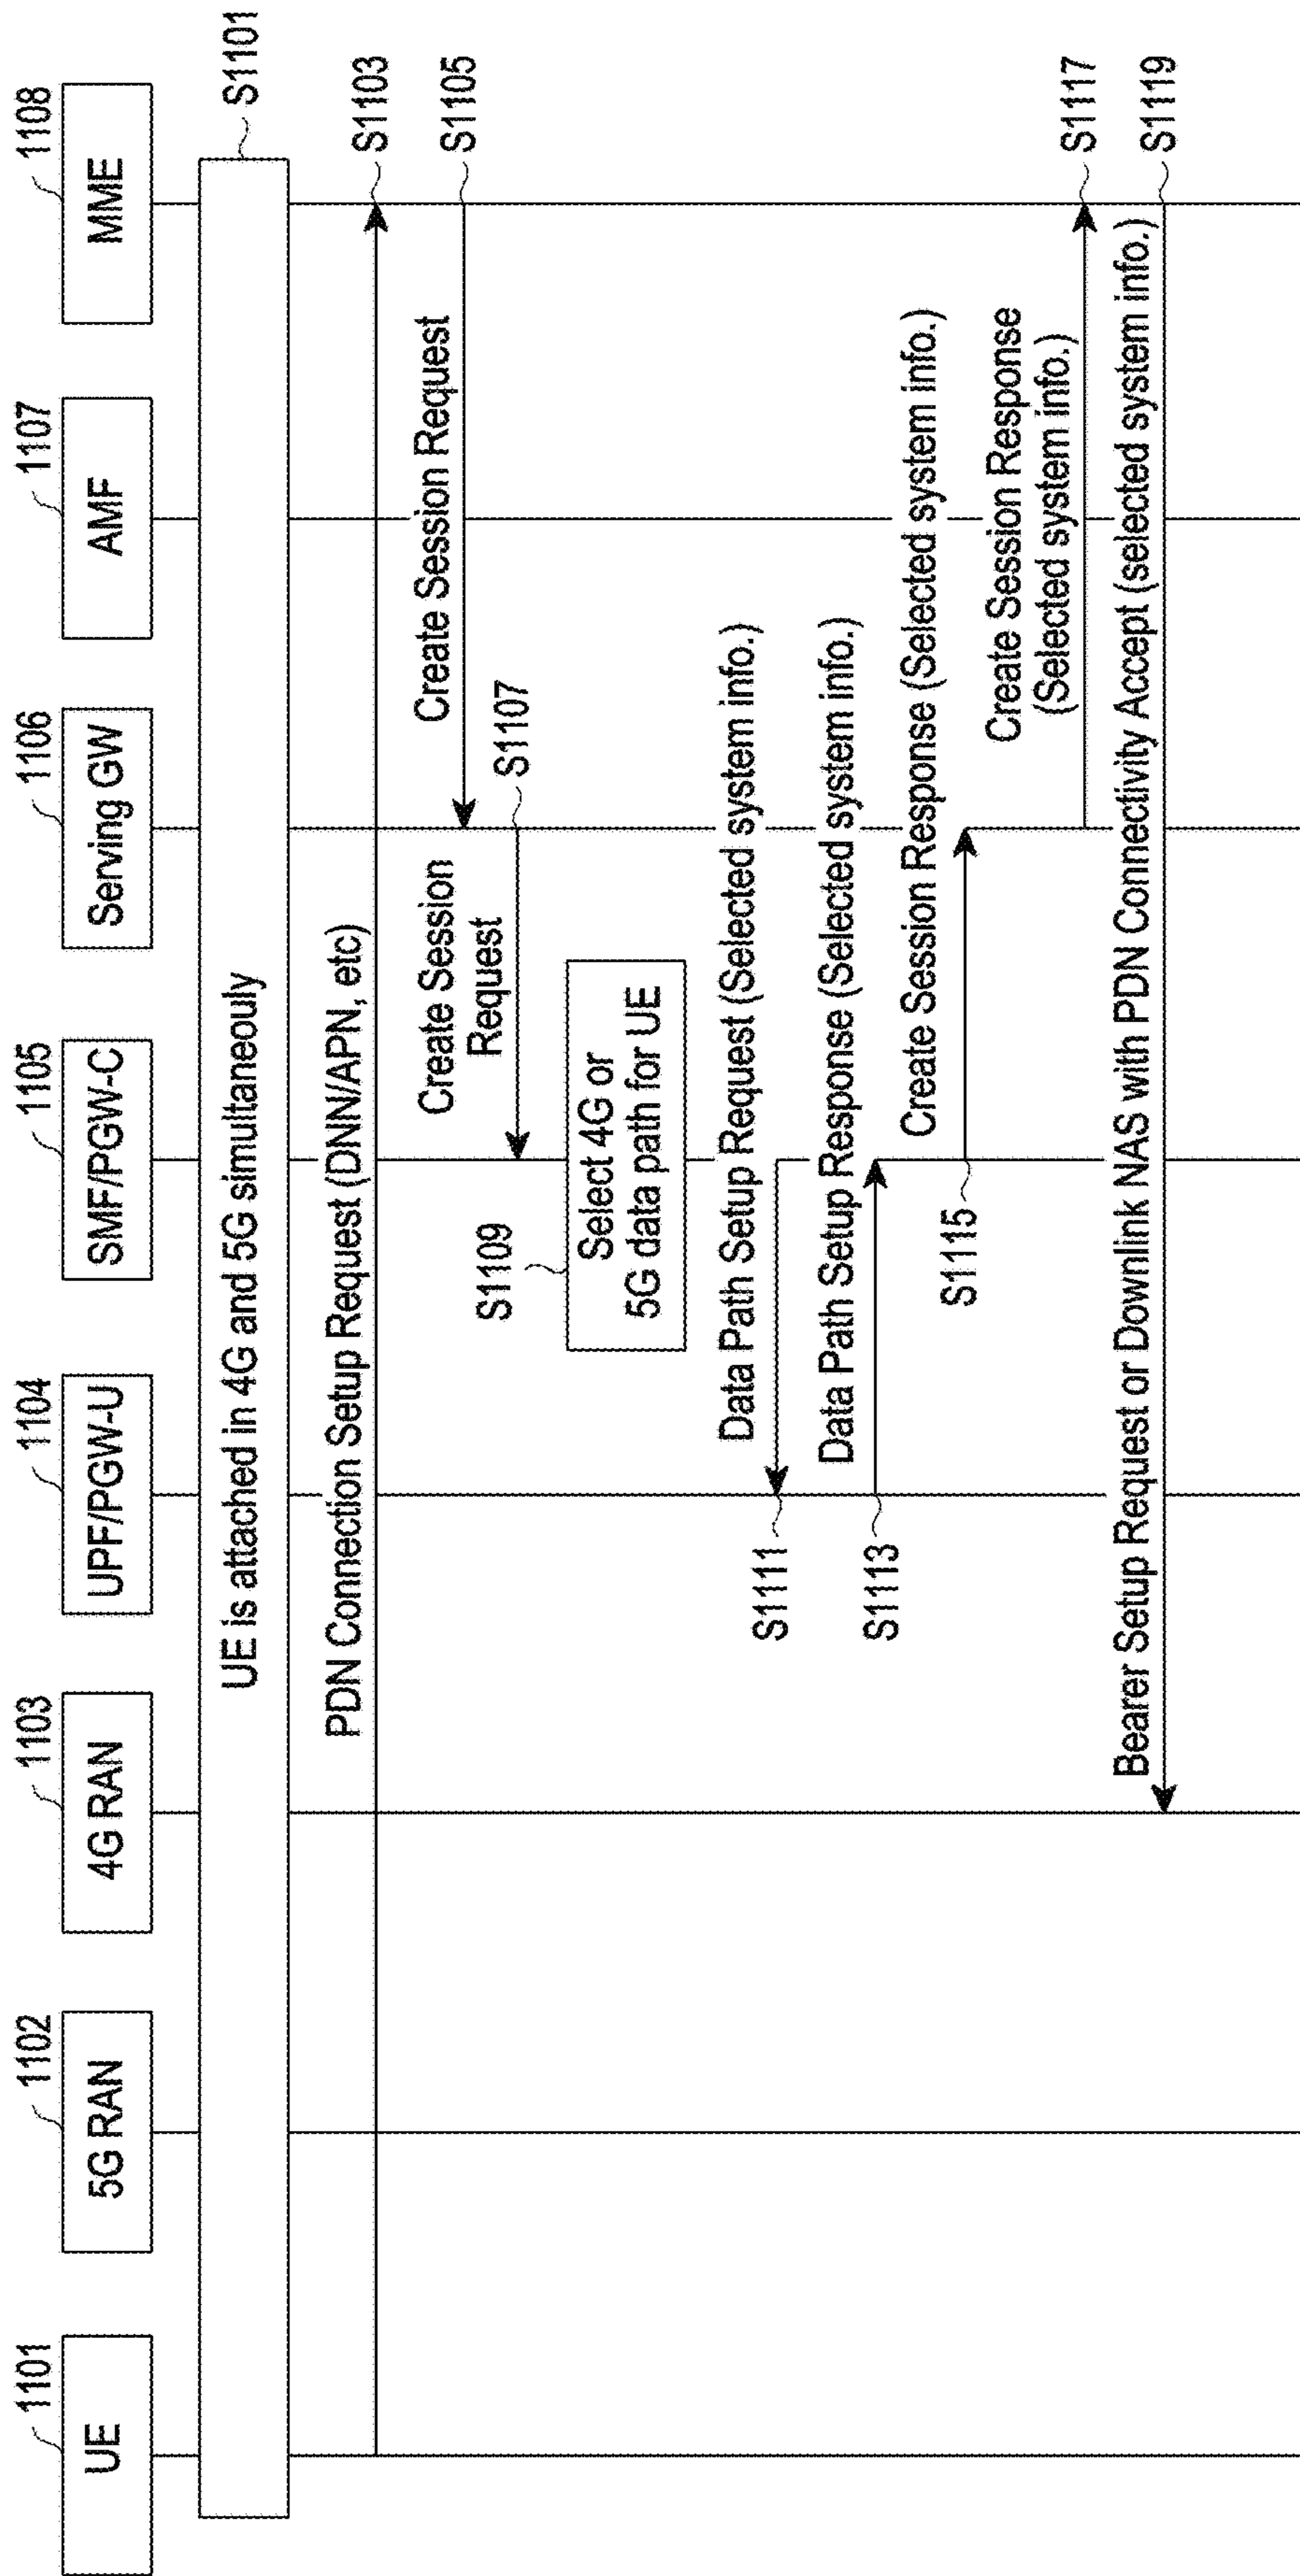 1101
1102
1103
1104
1105
1106
1107
1108
UE
5G RAN
4G RAN
UPF/PGW-U
SMF/PGW-C
Serving GW
AMF
MME
UE is attached in 4G and 5G simultaneouly
S1101
PDN Connection Setup Request (DNN/APN, etc)
S1103
Create Session Request
S1105
Create Session
Request
S1107
S1109
Select 4G or
5G data path for UE
Data Path Setup Request (Selected system info.)
S1111
Data Path Setup Response (Selected system info.)
S1113
Create Session Response (Selected system info.)
S1115
Create Session Response
(Selected system info.)
S1117
Bearer Setup Request or Downlink NAS with PDN Connectivity Accept (selected system info.)
S1119